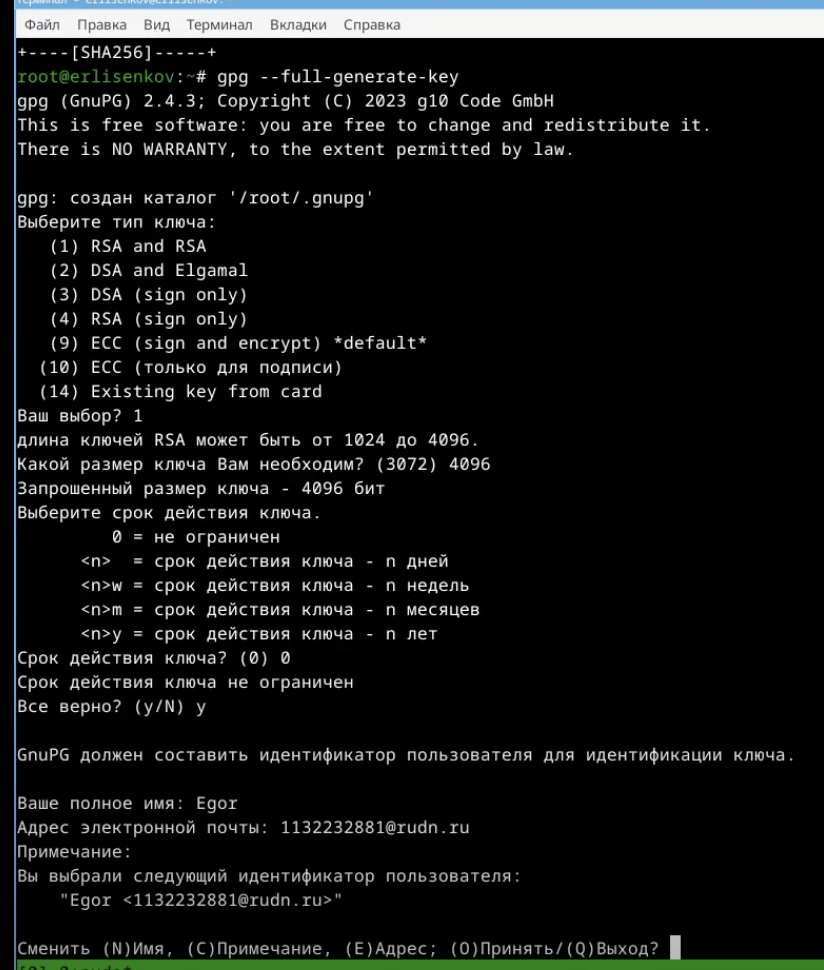 Файл Правка Вид Терминал Вкладки Справка
+----[SHA256]-----+
root@erlisenkov:~# gpg --full-generate-key
gpg (GnuPG) 2.4.3; Copyright (C) 2023 g10 Code GmbH
This is free software: you are free to change and redistribute it.
There is NO WARRANTY, to the extent permitted by law.

gpg: создан каталог '/root/.gnupg'
Выберите тип ключа:
   (1) RSA and RSA
   (2) DSA and Elgamal
   (3) DSA (sign only)
   (4) RSA (sign only)
   (9) ECC (sign and encrypt) *default*
  (10) ECC (только для подписи)
  (14) Existing key from card
Ваш выбор? 1
длина ключей RSA может быть от 1024 до 4096.
Какой размер ключа Вам необходим? (3072) 4096
Запрошенный размер ключа - 4096 бит
Выберите срок действия ключа.
         0 = не ограничен
      <n>  = срок действия ключа - n дней
      <n>w = срок действия ключа - n недель
      <n>m = срок действия ключа - n месяцев
      <n>y = срок действия ключа - n лет
Срок действия ключа? (0) 0
Срок действия ключа не ограничен
Все верно? (y/N) y

GnuPG должен составить идентификатор пользователя для идентификации ключа.

Ваше полное имя: Egor
Адрес электронной почты: 1132232881@rudn.ru
Примечание:
Вы выбрали следующий идентификатор пользователя:
    "Egor <1132232881@rudn.ru>"

Сменить (N)Имя, (C)Примечание, (E)Адрес; (O)Принять/(Q)Выход?